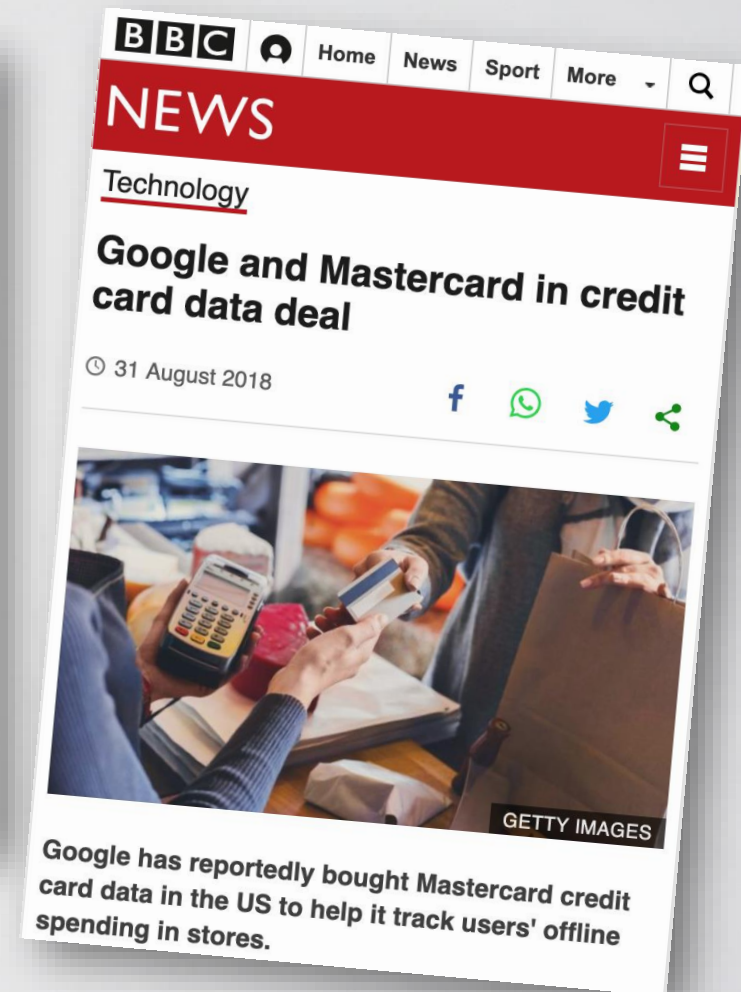 BBC Home News Sport More
NEWS
Technology
Google and Mastercard in credit
card data deal
31 August 2018
GETTY IMAGES
Google has reportedly bought Mastercard credit
card data in the US to help it track users' offline
spending in stores.